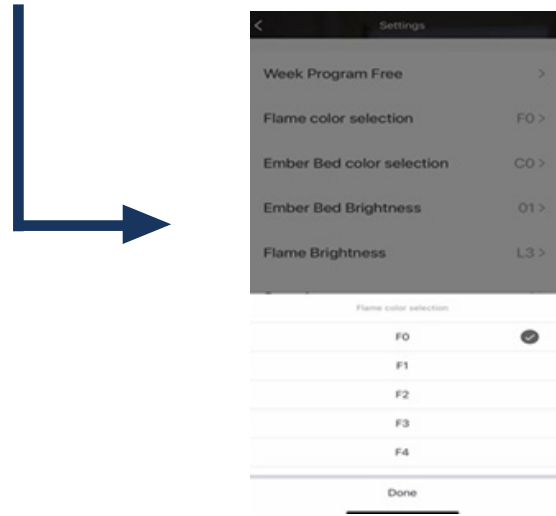 Settings
Week Program Free >
Flame color selection F0 >
Ember Bed color selection C0 >
Ember Bed Brightness 01 >
Flame Brightness L3 >
Flame color selection
F0
F1
F2
F3
F4
Done